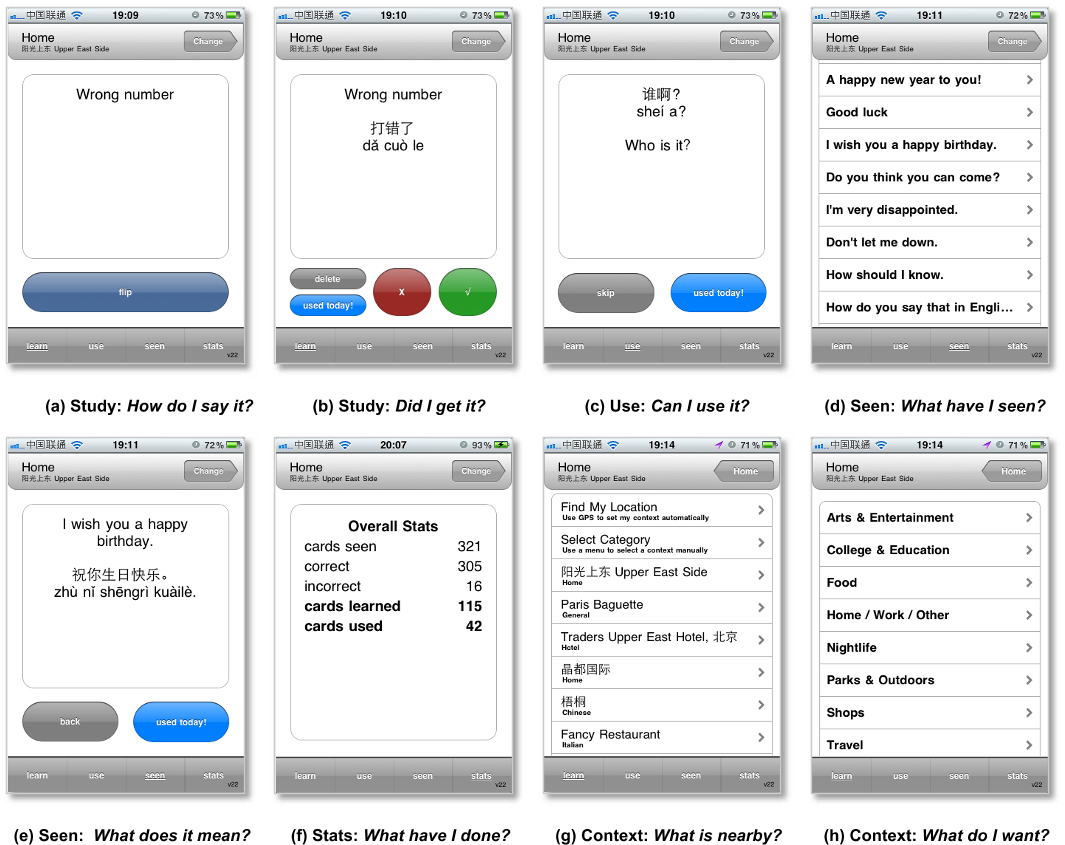 中国联通 19:09 73%
Home
阳光上东 Upper East Side
Change
Wrong number
flip
learn use seen stats
v22
(a) Study: How do I say it?
中国联通 19:10 73%
Home
阳光上东 Upper East Side
Change
Wrong number
打错了
dǎ cuò le
delete
used today!
X
√
learn use seen stats
v22
(b) Study: Did I get it?
中国联通 19:10 73%
Home
阳光上东 Upper East Side
Change
谁啊?
sheí a?
Who is it?
skip
used today!
learn use seen stats
v22
(c) Use: Can I use it?
中国联通 19:11 72%
Home
阳光上东 Upper East Side
Change
A happy new year to you!
Good luck
I wish you a happy birthday.
Do you think you can come?
I'm very disappointed.
Don't let me down.
How should I know.
How do you say that in Engli...
learn use seen stats
v22
(d) Seen: What have I seen?
中国联通 19:11 72%
Home
阳光上东 Upper East Side
Change
I wish you a happy
birthday.
祝你生日快乐。
zhù nǐ shēngrì kuàilè.
back
used today!
learn use seen stats
v22
(e) Seen: What does it mean?
中国联通 20:07 93%
Home
阳光上东 Upper East Side
Change
Overall Stats
cards seen 321
correct 305
incorrect 16
cards learned 115
cards used 42
learn use seen stats
v22
(f) Stats: What have I done?
中国联通 19:14 71%
Home
阳光上东 Upper East Side
Home
Find My Location
Use GPS to set my context automatically
Select Category
Use a menu to select a context manually
阳光上东 Upper East Side
Home
Paris Baguette
General
Traders Upper East Hotel, 北京
Hotel
晶都国际
Home
梧桐
Chinese
Fancy Restaurant
Italian
learn use seen stats
v22
(g) Context: What is nearby?
中国联通 19:14 71%
Home
阳光上东 Upper East Side
Home
Arts & Entertainment
College & Education
Food
Home / Work / Other
Nightlife
Parks & Outdoors
Shops
Travel
learn use seen stats
v22
(h) Context: What do I want?